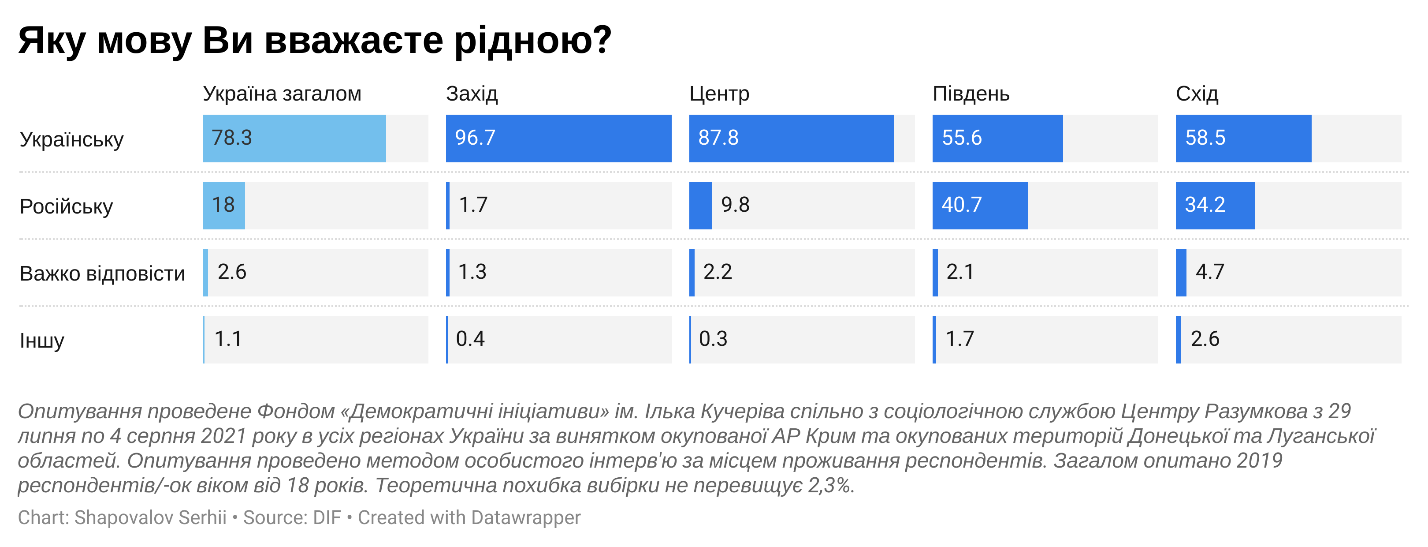 Яку мову Ви вважаєте рідною?
Україна загалом Захід Центр Південь Схід
Українську 78.3 96.7 87.8 55.6 58.5
Російську 18 1.7 9.8 40.7 34.2
Важко відповісти 2.6 1.3 2.2 2.1 4.7
Іншу 1.1 0.4 0.3 1.7 2.6
Опитування проведене Фондом «Демократичні ініціативи» ім. Ілька Кучеріва спільно з соціологічною службою Центру Разумкова з 29
липня по 4 серпня 2021 року в усіх регіонах України за винятком окупованої АР Крим та окупованих територій Донецької та Луганської
областей. Опитування проведено методом особистого інтерв'ю за місцем проживання респондентів. Загалом опитано 2019
респондентів/-ок віком від 18 років. Теоретична похибка вибірки не перевищує 2,3%.
Chart: Shapovalov Serhii • Source: DIF • Created with Datawrapper